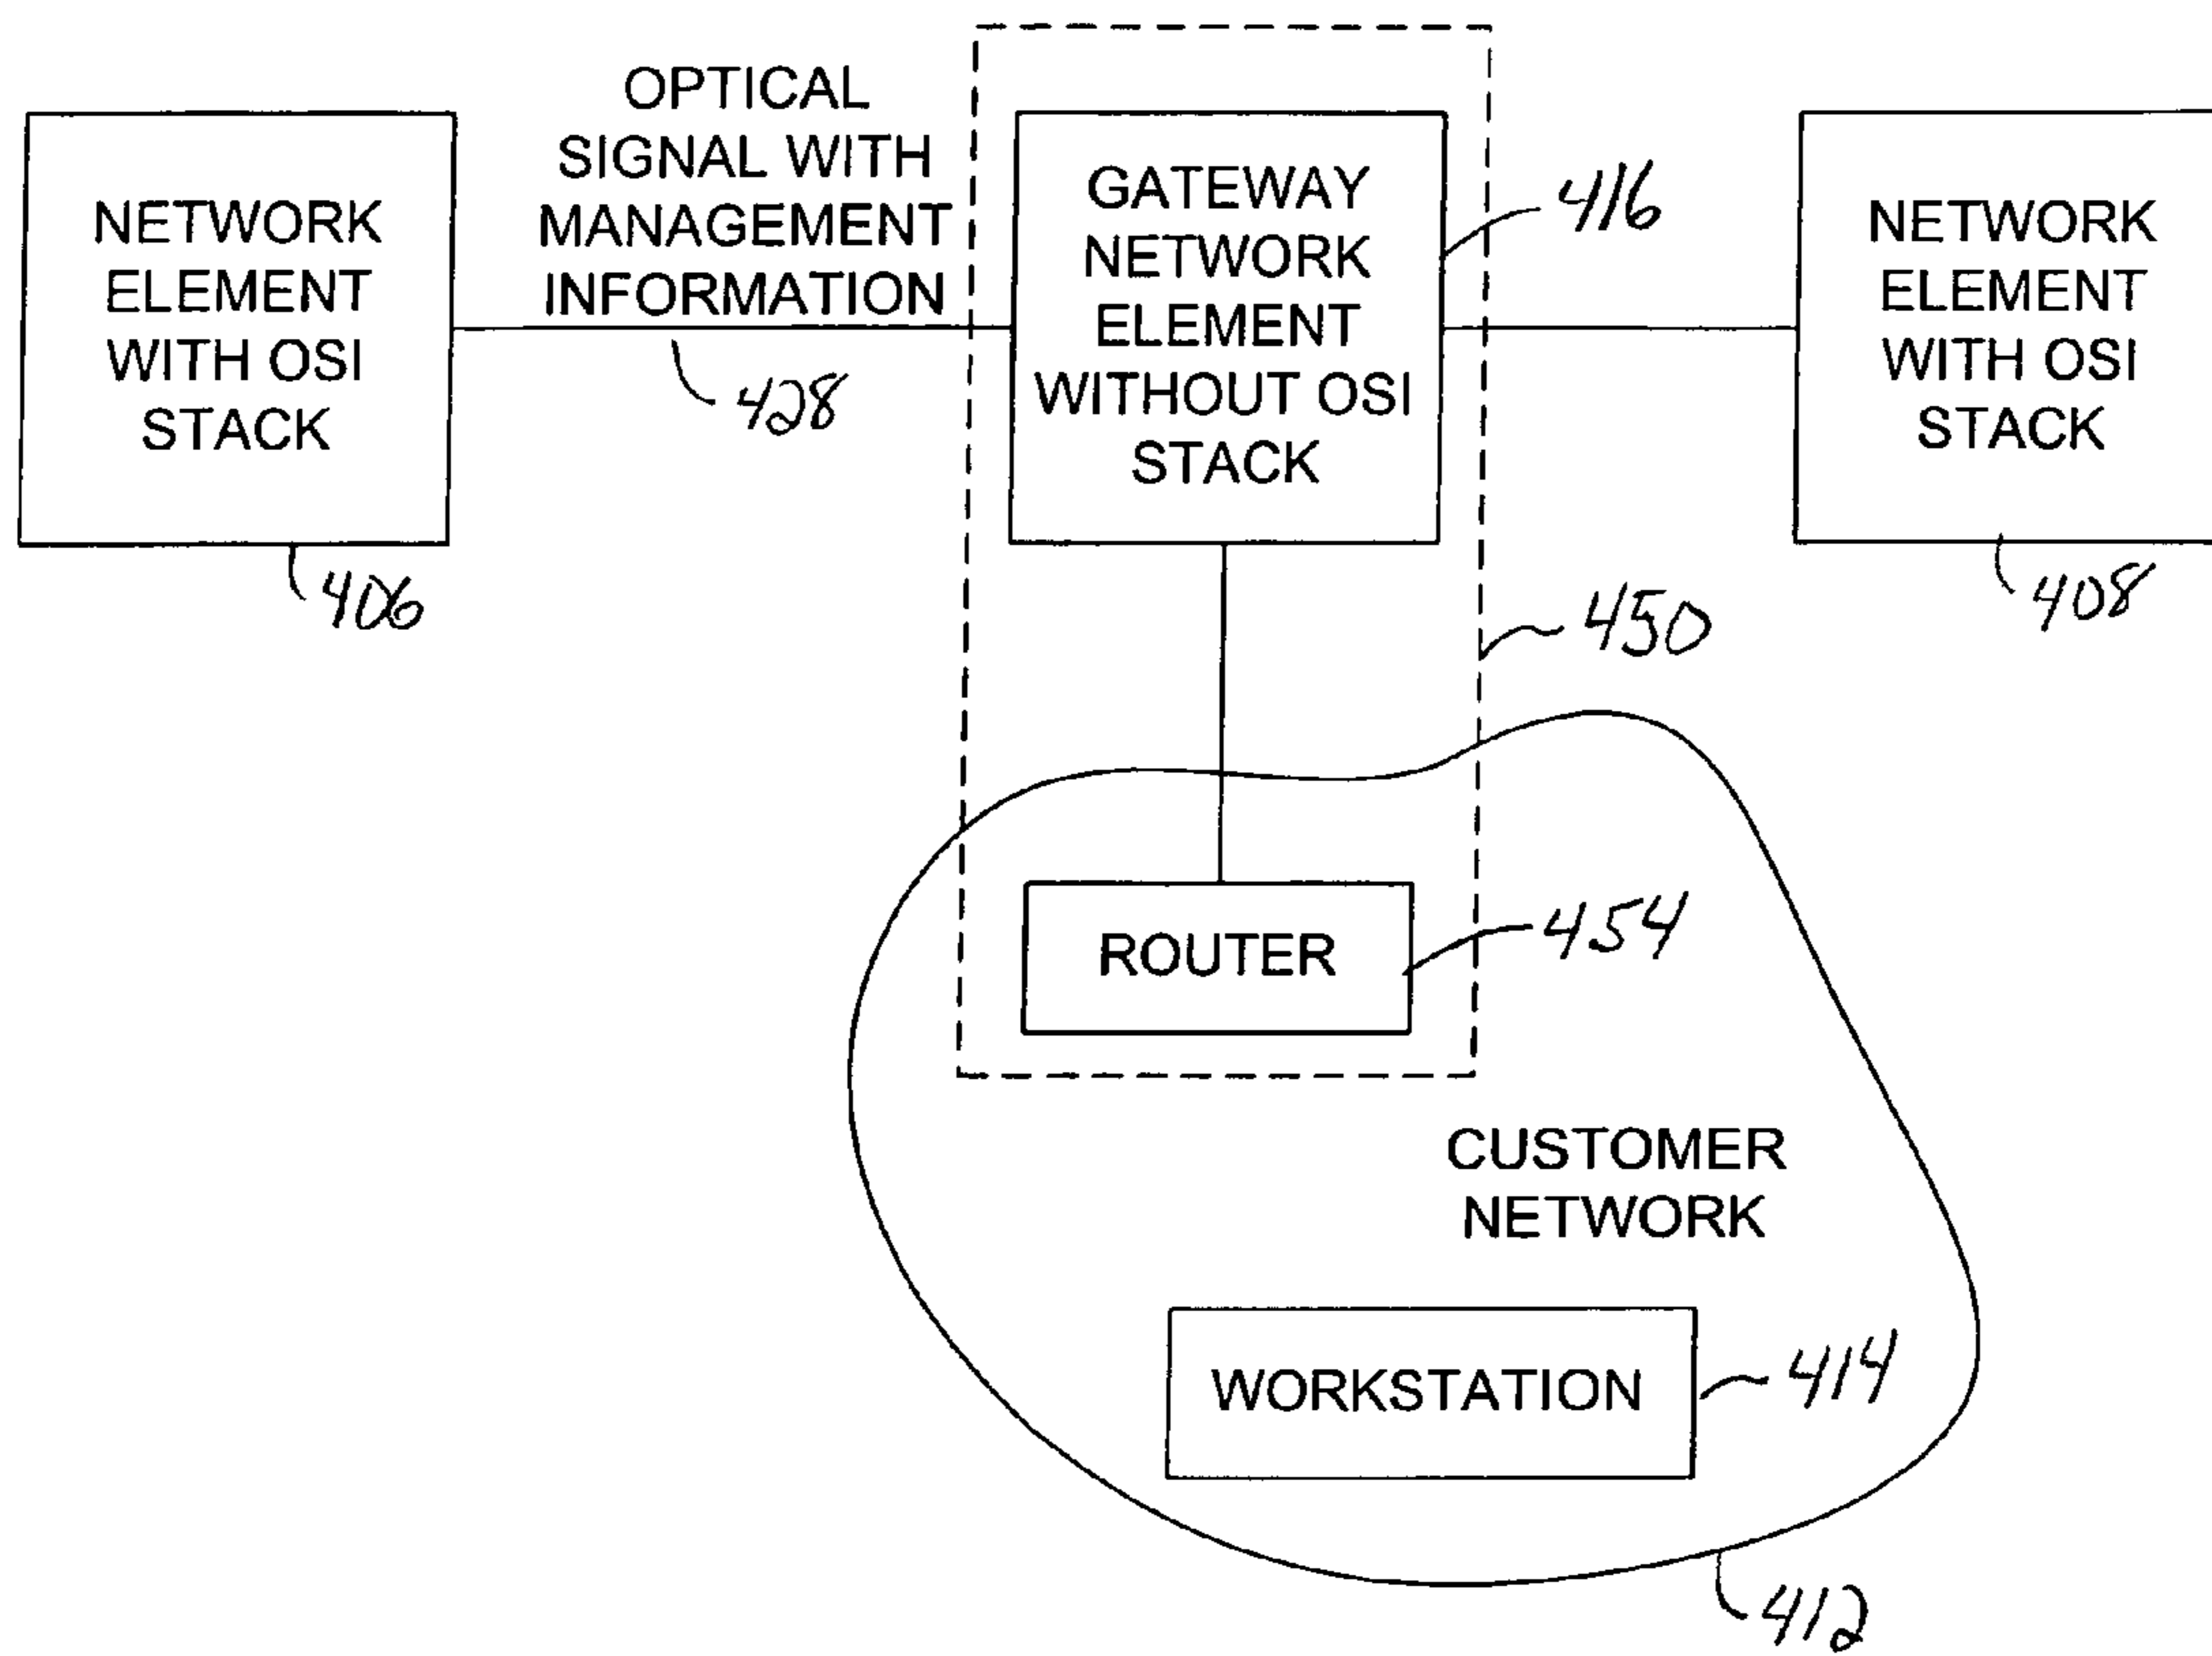 OPTICAL
SIGNAL WITH
MANAGEMENT
INFORMATION
NETWORK
ELEMENT
WITH OSI
STACK
GATEWAY
NETWORK
ELEMENT
WITHOUT OSI
STACK
NETWORK
ELEMENT
WITH OSI
STACK
416
428
406
408
450
ROUTER
454
CUSTOMER
NETWORK
WORKSTATION
414
412